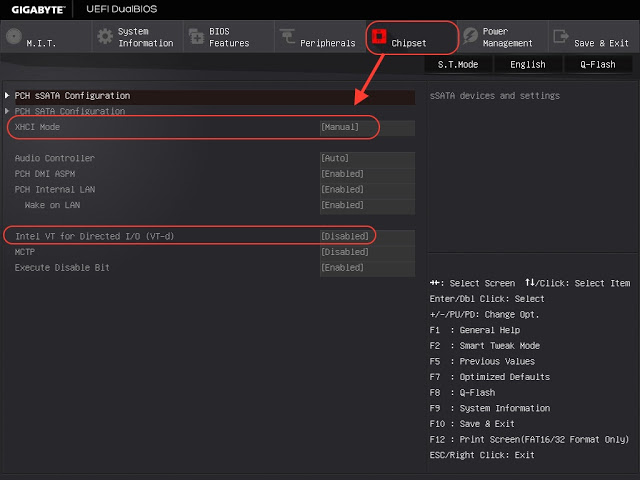 GIGABYTE UEFI DualBIOS
M.I.T.
System Information
BIOS Features
Peripherals
Chipset
Power Management
Save & Exit
S.T.Mode English Q-Flash
PCH sSATA Configuration
PCH SATA Configuration
XHCI Mode [Manual]
Audio Controller [Auto]
PCH DMI ASPM [Enabled]
PCH Internal LAN [Enabled]
Wake on LAN [Enabled]
Intel VT for Directed I/O (VT-d) [Disabled]
MCTP [Disabled]
Execute Disable Bit [Enabled]
sSATA devices and settings
→←: Select Screen ↑↓/Click: Select Item
Enter/Dbl Click: Select
+/-/PU/PD: Change Opt.
F1 : General Help
F2 : Smart Tweak Mode
F5 : Previous Values
F7 : Optimized Defaults
F8 : Q-Flash
F9 : System Information
F10 : Save & Exit
F12 : Print Screen(FAT16/32 Format Only)
ESC/Right Click: Exit